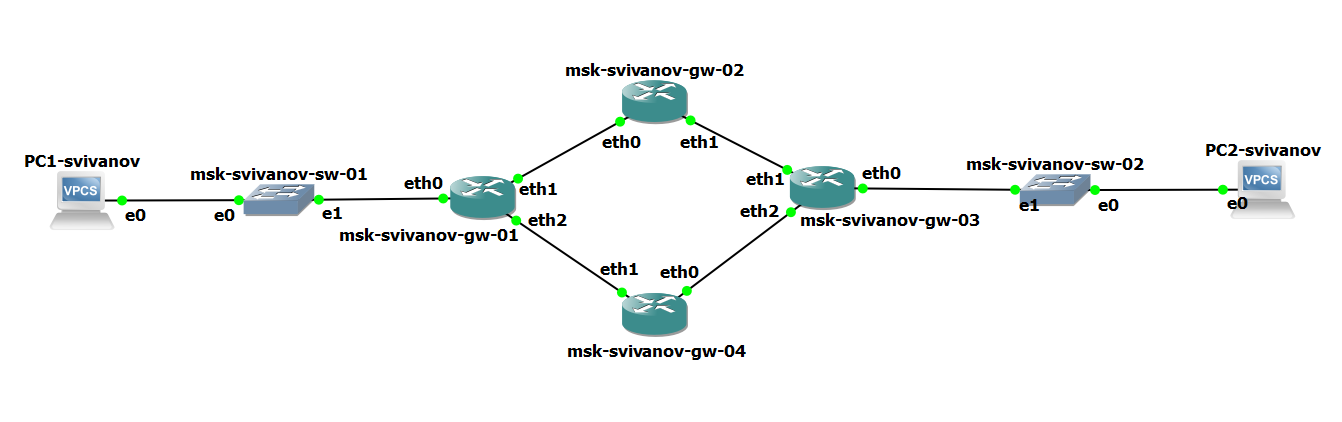 msk-svivanov-gw-02
eth0
eth1
PC1-svivanov
VPCS
e0
msk-svivanov-sw-01
e0
e1
eth0
eth1
eth2
msk-svivanov-gw-01
eth1
eth2
eth0
msk-svivanov-gw-03
msk-svivanov-sw-02
e1
e0
PC2-svivanov
VPCS
e0
eth1
eth0
msk-svivanov-gw-04